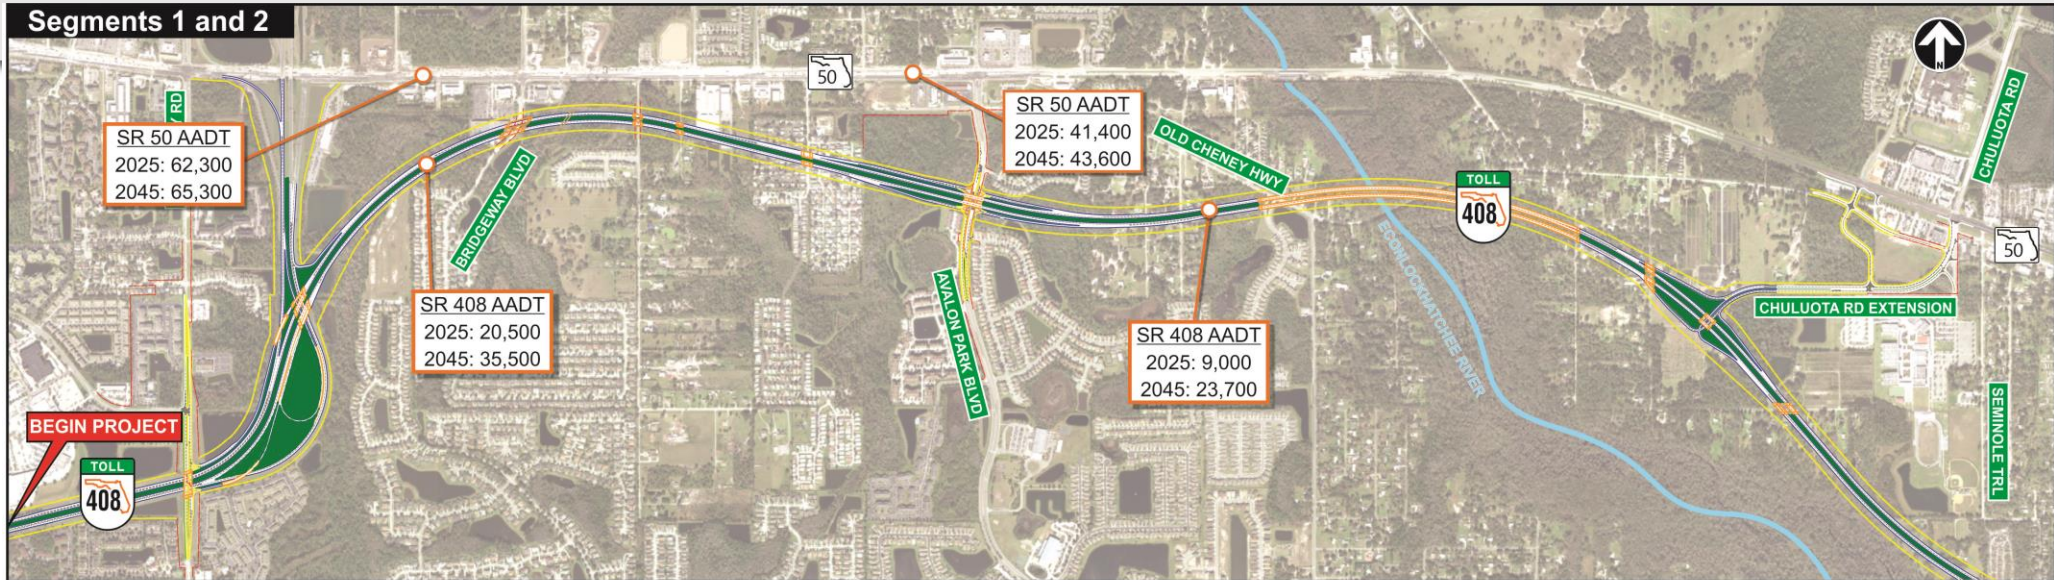 Segments 1 and 2
N
50
Y RD
SR 50 AADT
2025: 62,300
2045: 65,300
SR 50 AADT
2025: 41,400
2045: 43,600
CHULUOTA RD
OLD CHENEY HWY
BRIDGEWAY BLVD
TOLL
408
50
ECONLOCKHATCHEE RIVER
SR 408 AADT
2025: 20,500
2045: 35,500
AVALON PARK BLVD
SR 408 AADT
2025: 9,000
2045: 23,700
CHULUOTA RD EXTENSION
SEMINOLE TRL
BEGIN PROJECT
TOLL
408